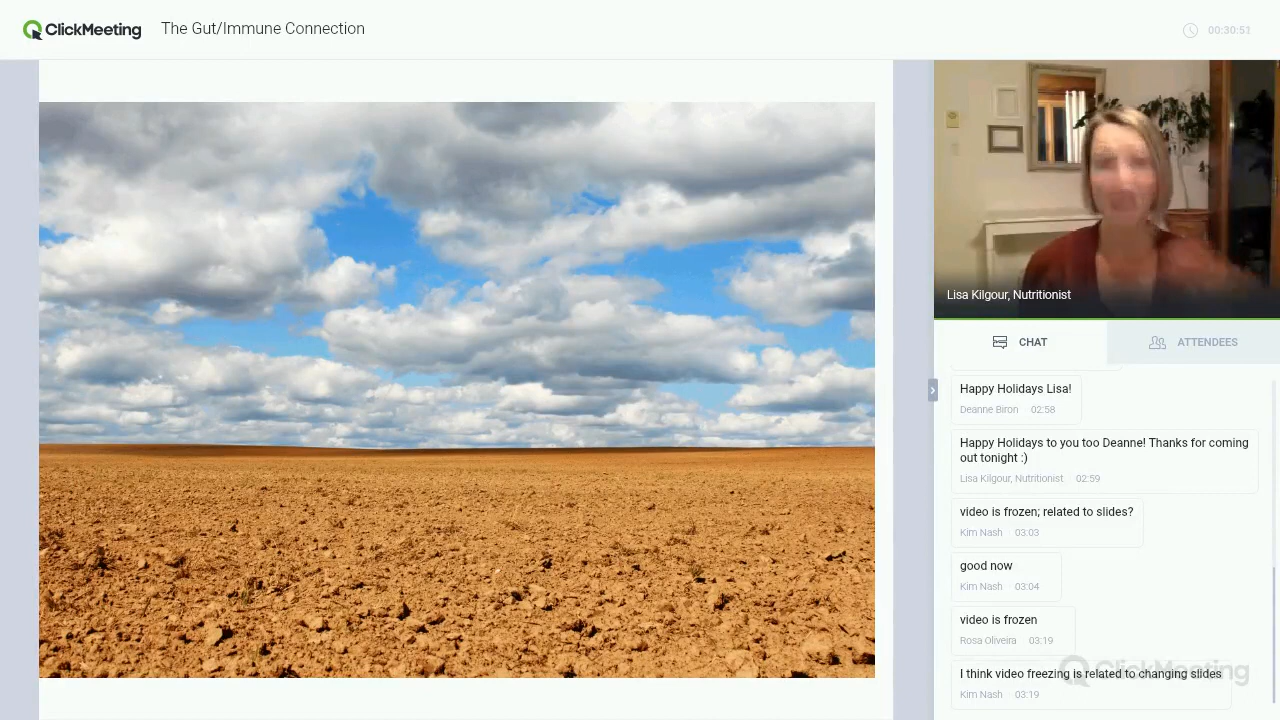 ClickMeeting
The Gut/Immune Connection
00:30:51
Lisa Kilgour, Nutritionist
CHAT
ATTENDEES
Happy Holidays Lisa!
Deanne Biron 02:58
Happy Holidays to you too Deanne! Thanks for coming
out tonight :)
Lisa Kilgour, Nutritionist 02:59
video is frozen; related to slides?
Kim Nash 03:03
good now
Kim Nash 03:04
video is frozen
Rosa Oliveira 03:19
I think video freezing is related to changing slides
Kim Nash 03:19
ClickMeeting